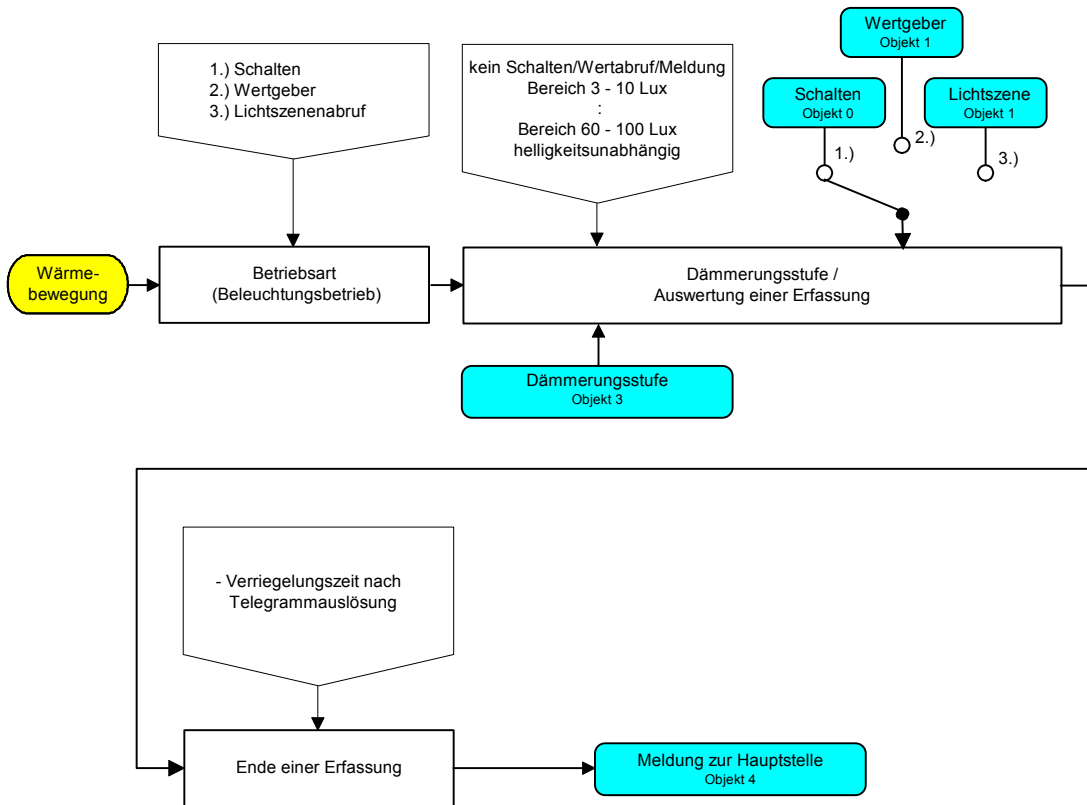 1.) Schalten
2.) Wertgeber
3.) Lichtszenenabruf
kein Schalten/Wertabruf/Meldung
Bereich 3 - 10 Lux
:
Bereich 60 - 100 Lux
helligkeitsunabhängig
Wertgeber
Objekt 1
Schalten
Objekt 0
Lichtszene
Objekt 1
1.)
2.)
3.)
Wärme-
bewegung
Betriebsart
(Beleuchtungsbetrieb)
Dämmerungsstufe /
Auswertung einer Erfassung
Dämmerungsstufe
Objekt 3
- Verriegelungszeit nach
Telegrammauslösung
Ende einer Erfassung
Meldung zur Hauptstelle
Objekt 4